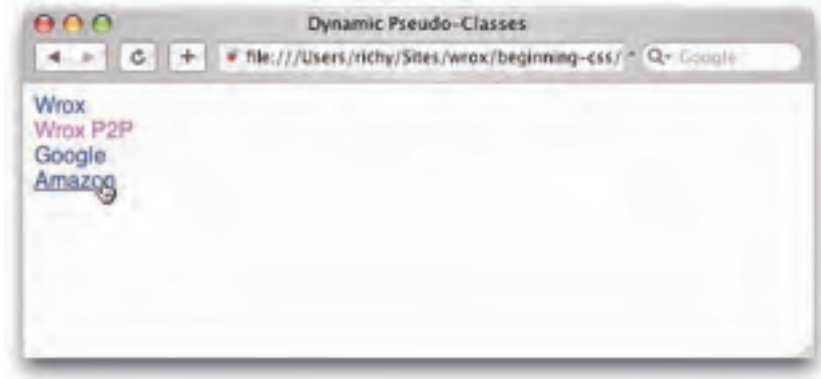 Dynamic Pseudo-Classes
file:///Users/richy/Sites/wrox/beginning-css/
Google
Wrox
Wrox P2P
Google
Amazon